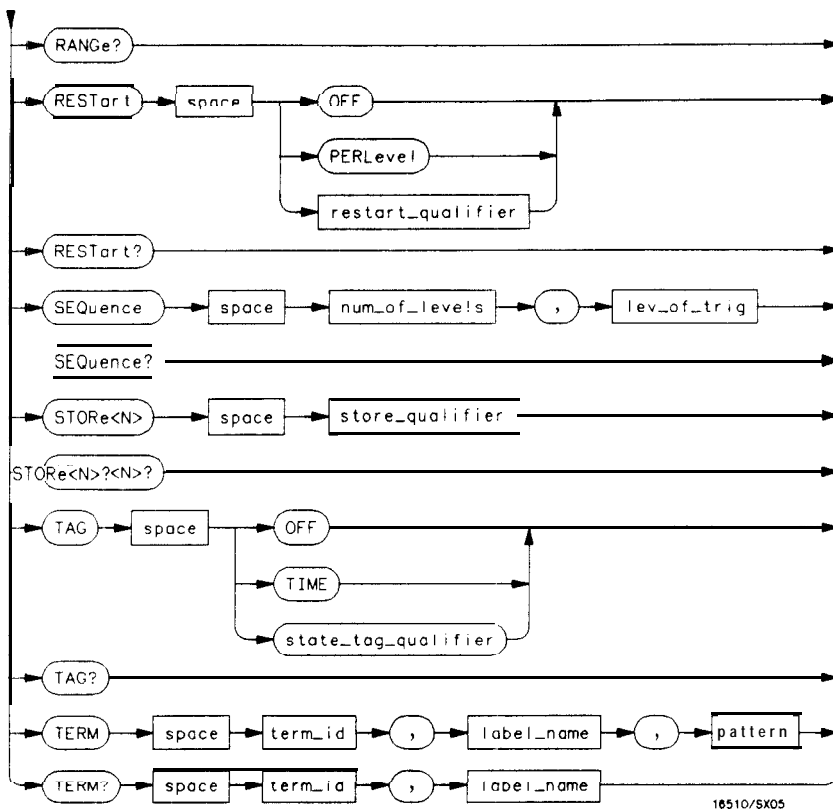 RANGe?
RESTart space OFF
PERLevel
restart_qualifier
RESTart?
SEQuence space num_of_levels , lev_of_trig
SEQuence?
STORe<N> space store_qualifier
STORe<N>?<N>?
TAG space OFF
TIME
state_tag_qualifier
TAG?
TERM space term_id , label_name , pattern
TERM? space term_id , label_name
16510/SX05